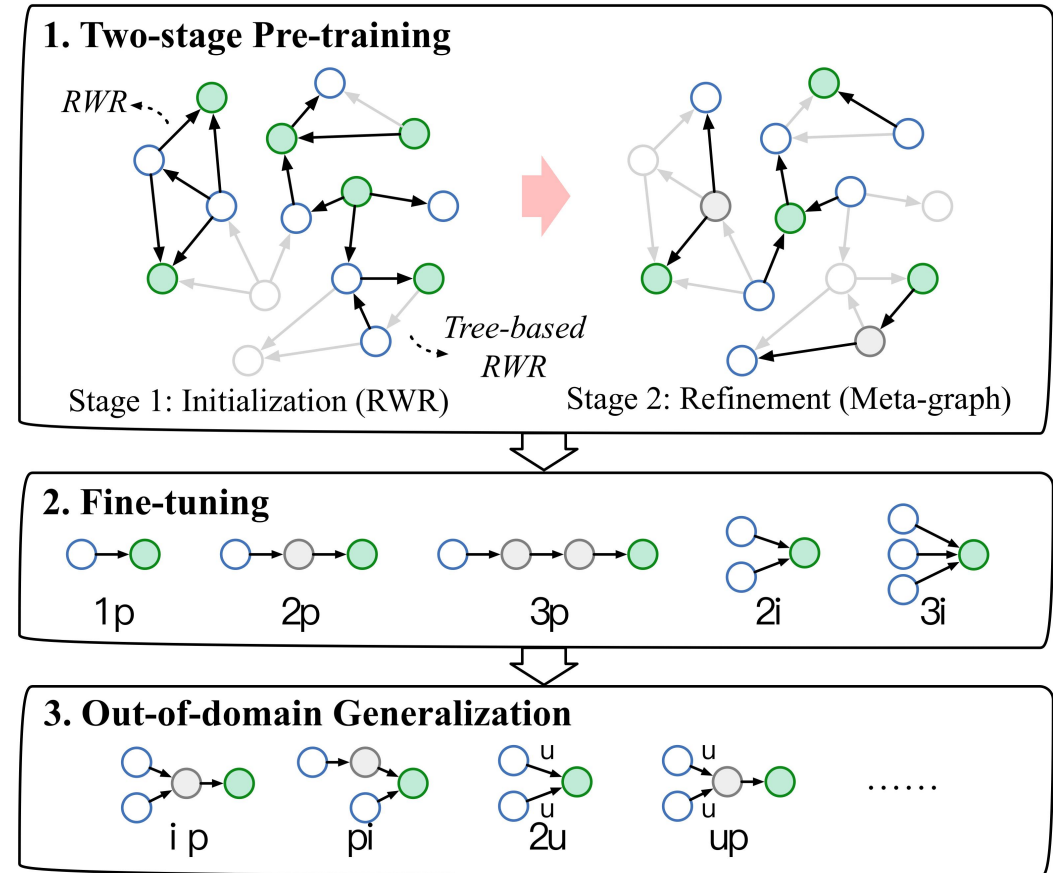 1. Two-stage Pre-training
RWR
Tree-based
RWR
Stage 1: Initialization (RWR)
Stage 2: Refinement (Meta-graph)
2. Fine-tuning
1p
2p
3p
2i
3i
3. Out-of-domain Generalization
u
u
u
u
ip
pi
2u
up
......